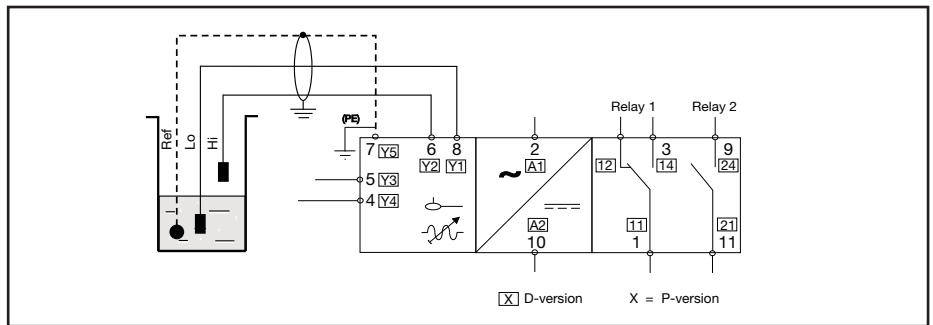 Relay 1 Relay 2
Ref Lo Hi
(PE)
7 Y5 6 8 2 3 9
Y2 Y1 A1 12 14 24
5 Y3
4 Y4
A2 11 21
10 1 11
X D-version X = P-version